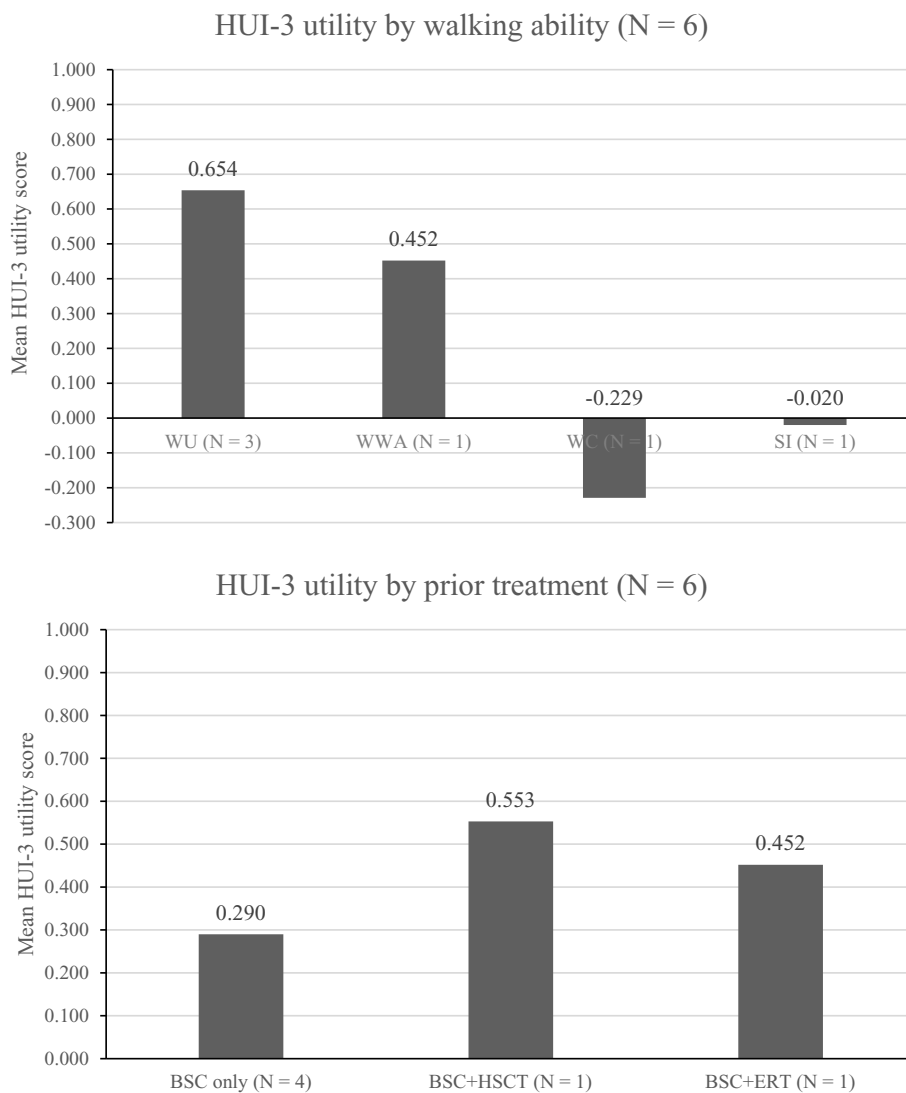 HUI-3 utility by walking ability (N = 6)
Mean HUI-3 utility score
1.000
0.900
0.800
0.700
0.600
0.500
0.400
0.300
0.200
0.100
0.000
-0.100
-0.200
-0.300
0.654
0.452
-0.229
-0.020
WU (N = 3)
WWA (N = 1)
WC (N = 1)
SI (N = 1)
HUI-3 utility by prior treatment (N = 6)
Mean HUI-3 utility score
1.000
0.900
0.800
0.700
0.600
0.500
0.400
0.300
0.200
0.100
0.000
0.290
0.553
0.452
BSC only (N = 4)
BSC+HSCT (N = 1)
BSC+ERT (N = 1)